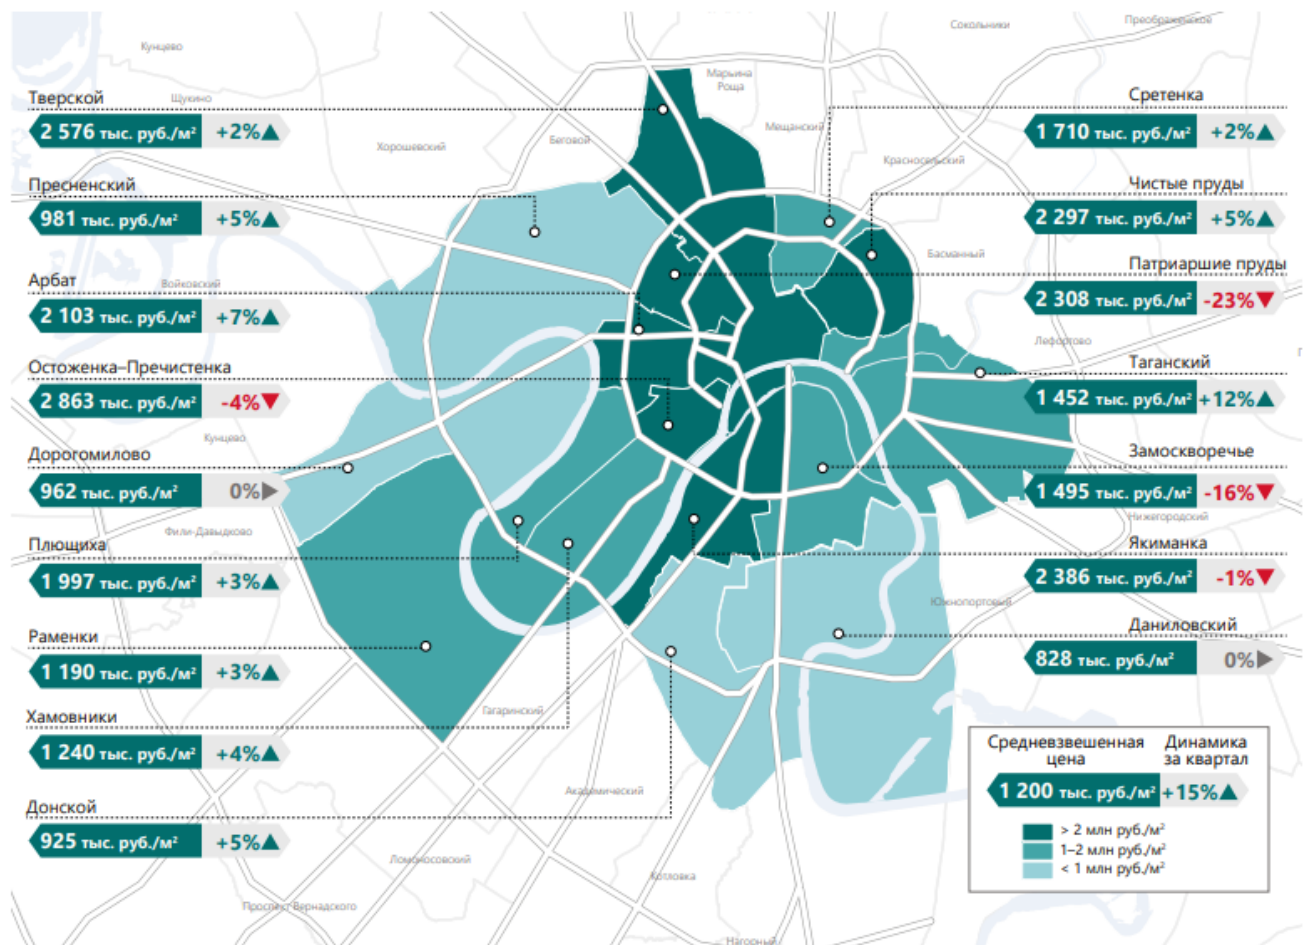 Тверской
2 576 тыс. руб./м²
+2%
Пресненский
981 тыс. руб./м²
+5%
Арбат
2 103 тыс. руб./м²
+7%
Остоженка–Пречистенка
2 863 тыс. руб./м²
-4%
Дорогомилово
962 тыс. руб./м²
0%
Плющиха
1 997 тыс. руб./м²
+3%
Раменки
1 190 тыс. руб./м²
+3%
Хамовники
1 240 тыс. руб./м²
+4%
Донской
925 тыс. руб./м²
+5%
Сретенка
1 710 тыс. руб./м²
+2%
Чистые пруды
2 297 тыс. руб./м²
+5%
Патриаршие пруды
2 308 тыс. руб./м²
-23%
Таганский
1 452 тыс. руб./м²
+12%
Замоскворечье
1 495 тыс. руб./м²
-16%
Якиманка
2 386 тыс. руб./м²
-1%
Даниловский
828 тыс. руб./м²
0%
Средневзвешенная
цена
Динамика
за квартал
1 200 тыс. руб./м²
+15%
> 2 млн руб./м²
1–2 млн руб./м²
< 1 млн руб./м²
Кунцево
Щукино
Хорошевский
Беговой
Марьина
Роща
Мещанский
Сокольники
Преображенское
Красносельский
Басманный
Лефортово
Войковский
Кунцево
Фили-Давыдково
Нижегородский
Южнопортовый
Гагаринский
Академический
Ломоносовский
Котловка
Проспект Вернадского
Нагорный